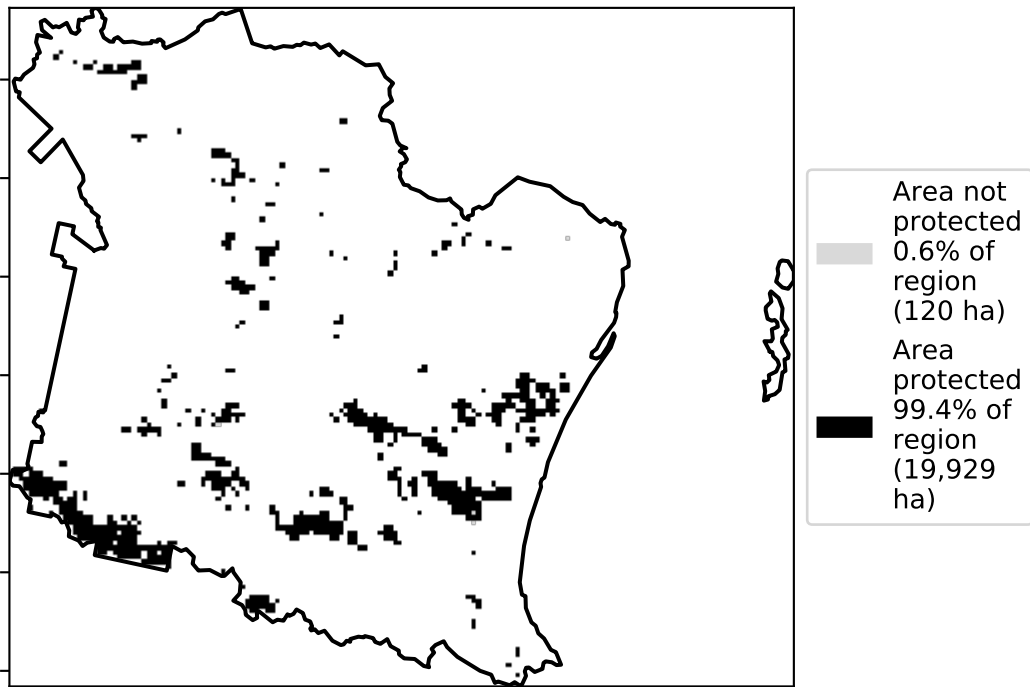 Area not
protected
0.6% of
region
(120 ha)
Area
protected
99.4% of
region
(19,929
ha)